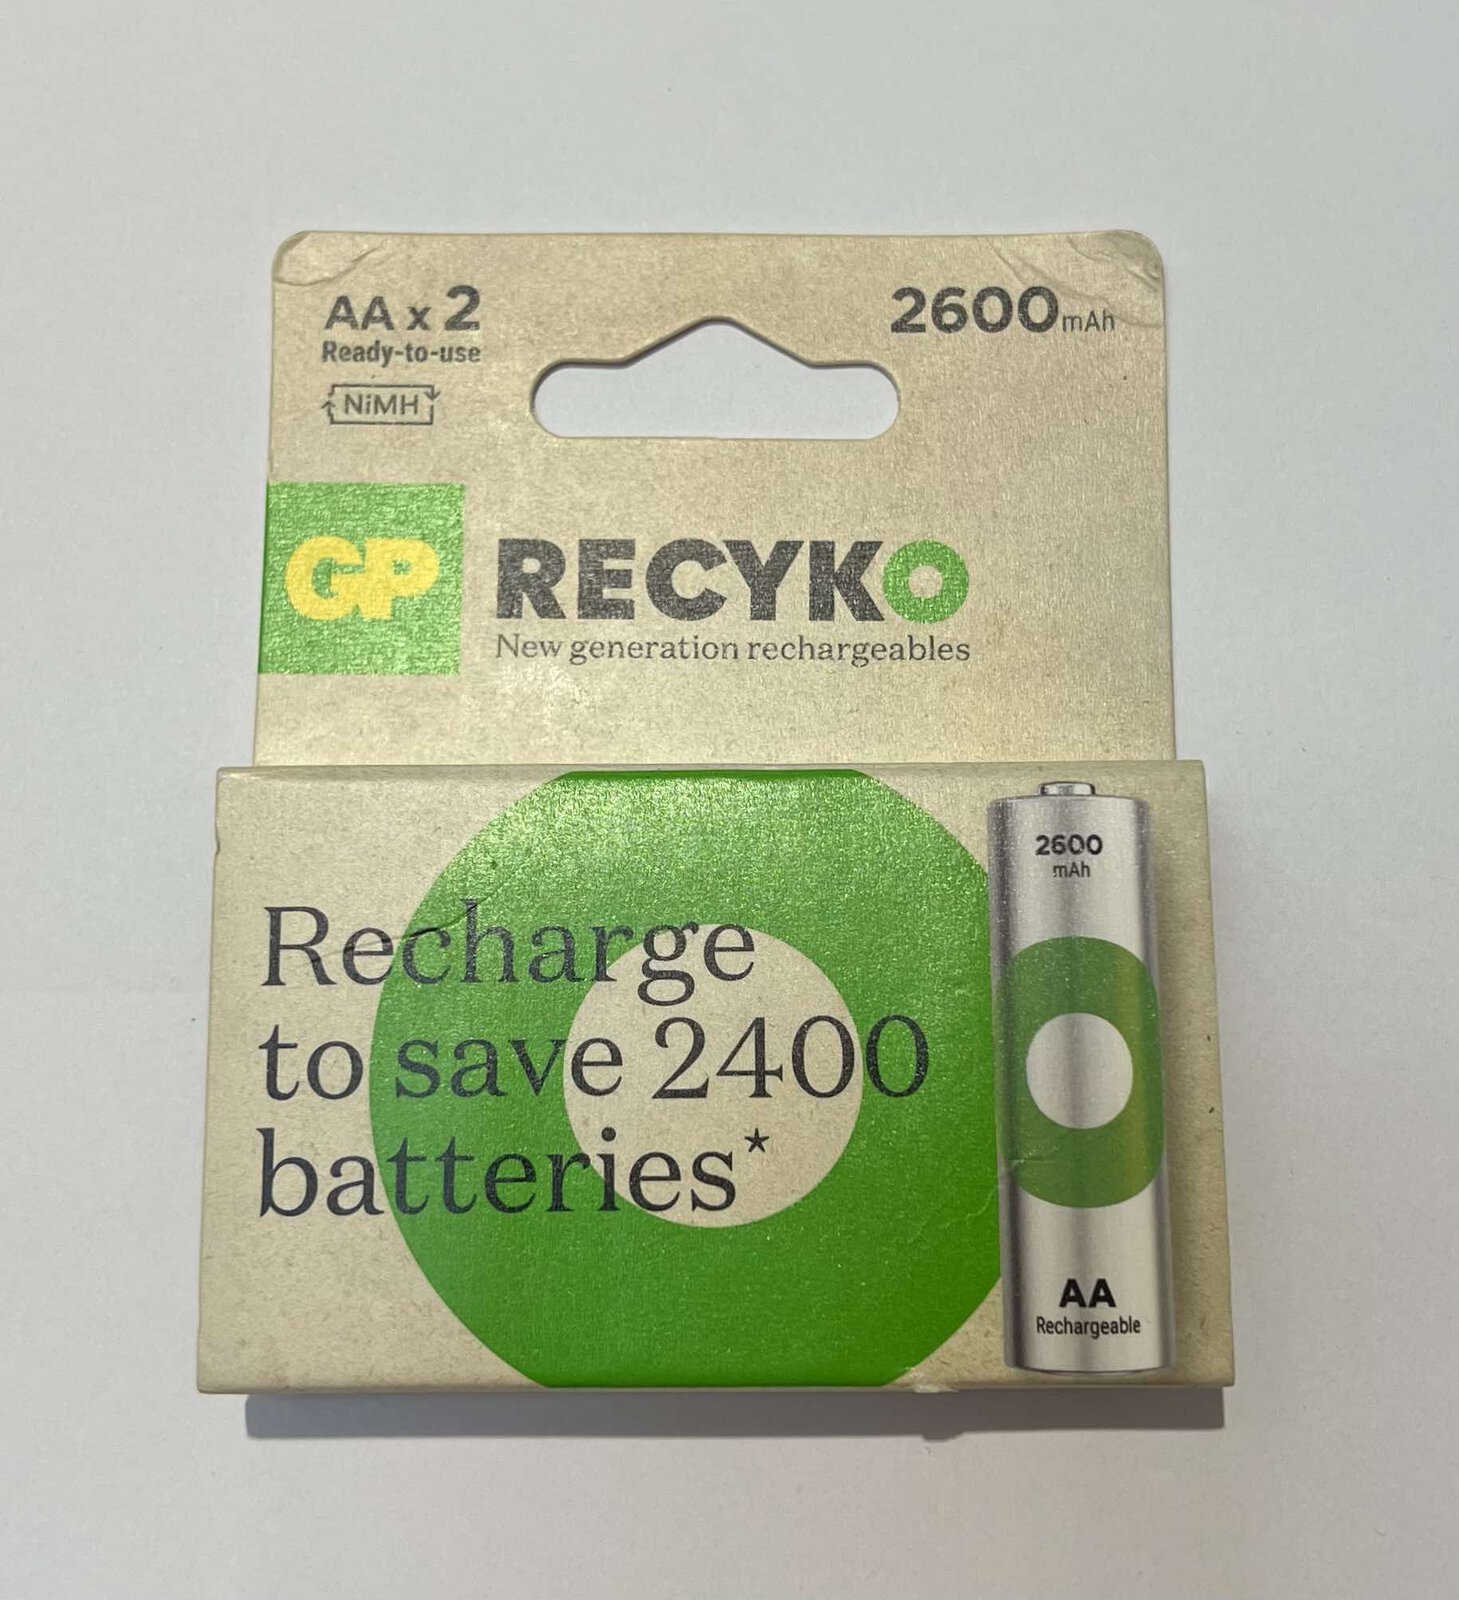 AA x 2
Ready-to-use
NiMH
2600mAh
GP
RECYKO
New generation rechargeables
Recharge
to save 2400
batteries*
2600
mAh
AA
Rechargeable